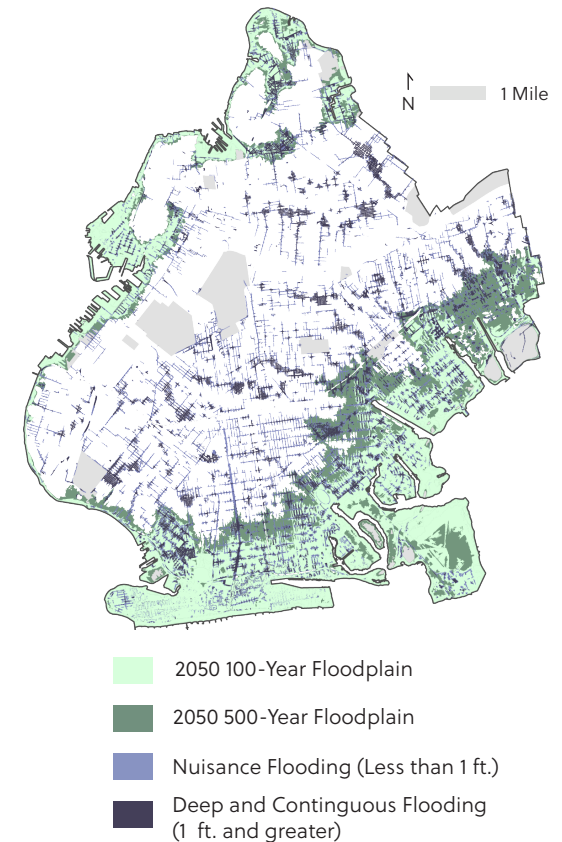 N
1 Mile
2050 100-Year Floodplain
2050 500-Year Floodplain
Nuisance Flooding (Less than 1 ft.)
Deep and Continguous Flooding
(1 ft. and greater)